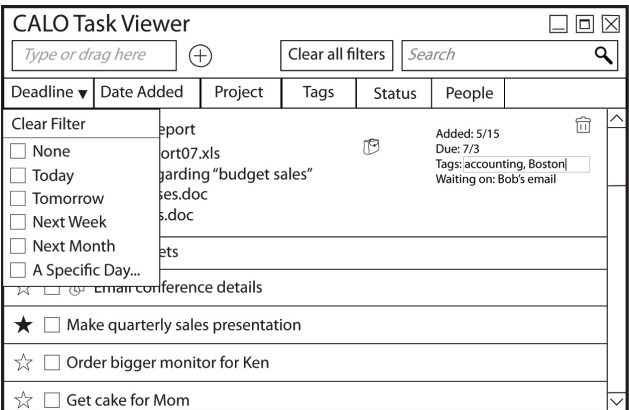 CALO Task Viewer
Type or drag here
Clear all filters
Search
Deadline Date Added Project Tags Status People
Clear Filter
None
Today
Tomorrow
Next Week
Next Month
A Specific Day...
eport
ort07.xls
garding "budget sales"
ses.doc
s.doc
Added: 5/15
Due: 7/3
Tags: accounting, Boston
Waiting on: Bob's email
ets
Email conference details
Make quarterly sales presentation
Order bigger monitor for Ken
Get cake for Mom